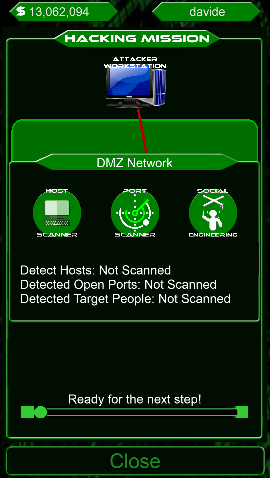 $ 13,062,094
davide
HACKING MISSION
ATTACKER
WORKSTATION
DMZ Network
HOST
SCANNER
PORT
SCANNER
SOCIAL
ENGINEERING
Detect Hosts: Not Scanned
Detected Open Ports: Not Scanned
Detected Target People: Not Scanned
Ready for the next step!
Close